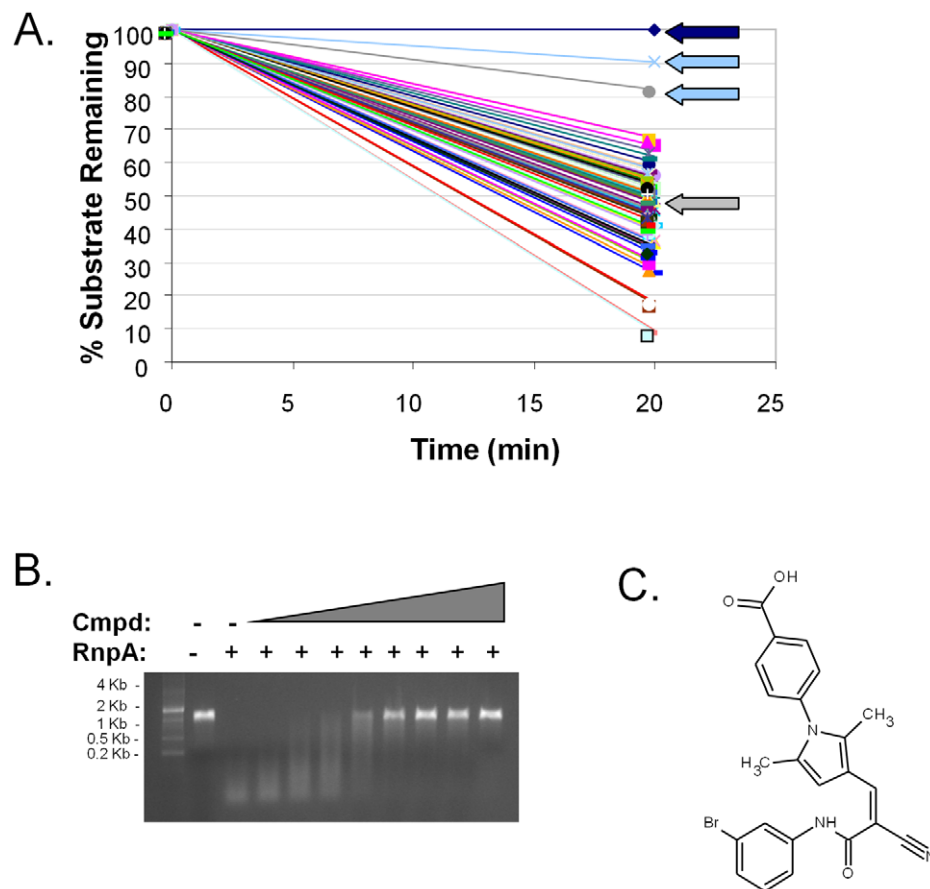 A.
% Substrate Remaining
100
90
80
70
60
50
40
30
20
10
0
0 5 10 15 20 25
Time (min)
B.
Cmpd: - -
RnpA: - + + + + + + + + +
4 Kb -
2 Kb -
1 Kb -
0.5 Kb -
0.2 Kb -
C.
OH
O
N
CH3
H3C
Br
NH
O
N